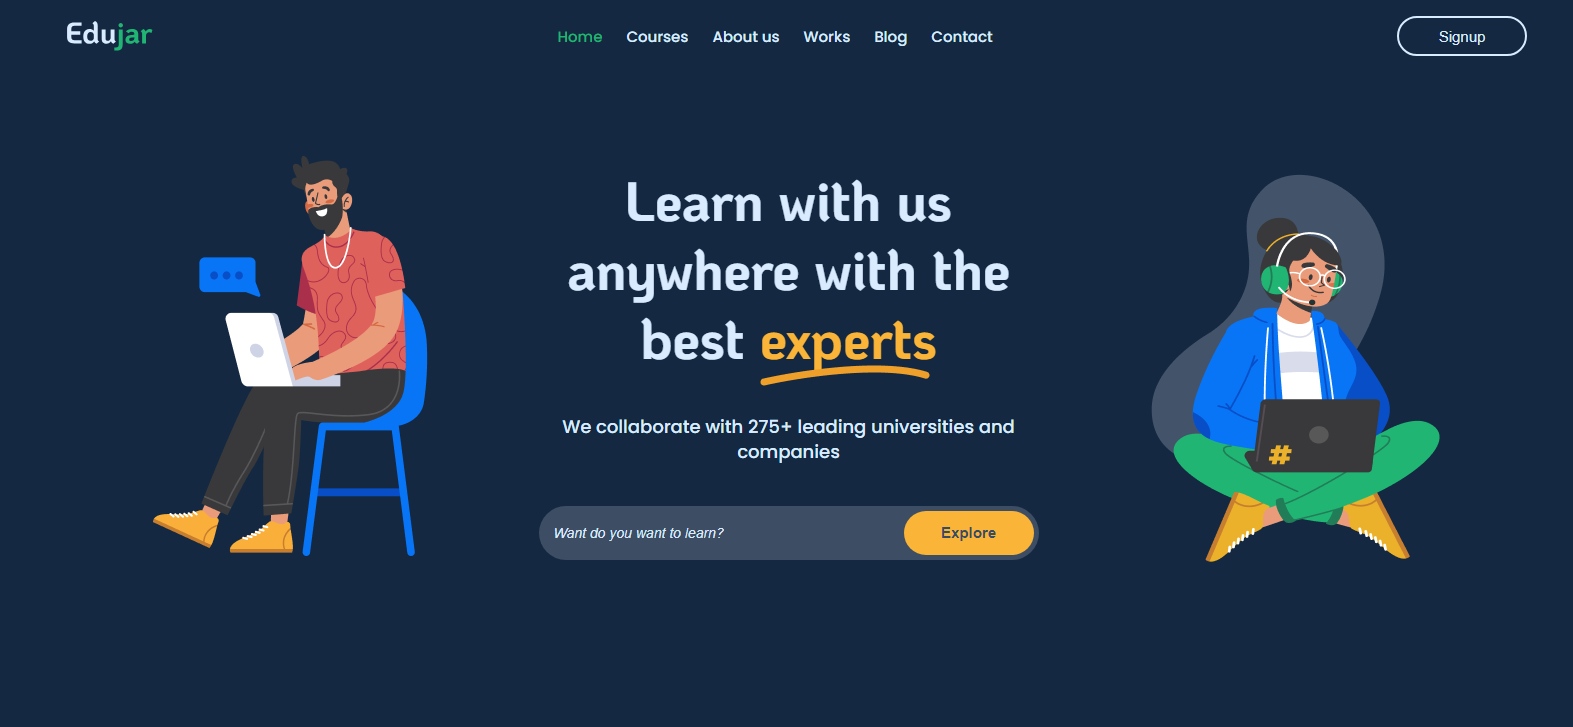 Edujar
Home Courses About us Works Blog Contact
Signup
Learn with us
anywhere with the
best experts
We collaborate with 275+ leading universities and
companies
Want do you want to learn?
Explore
#